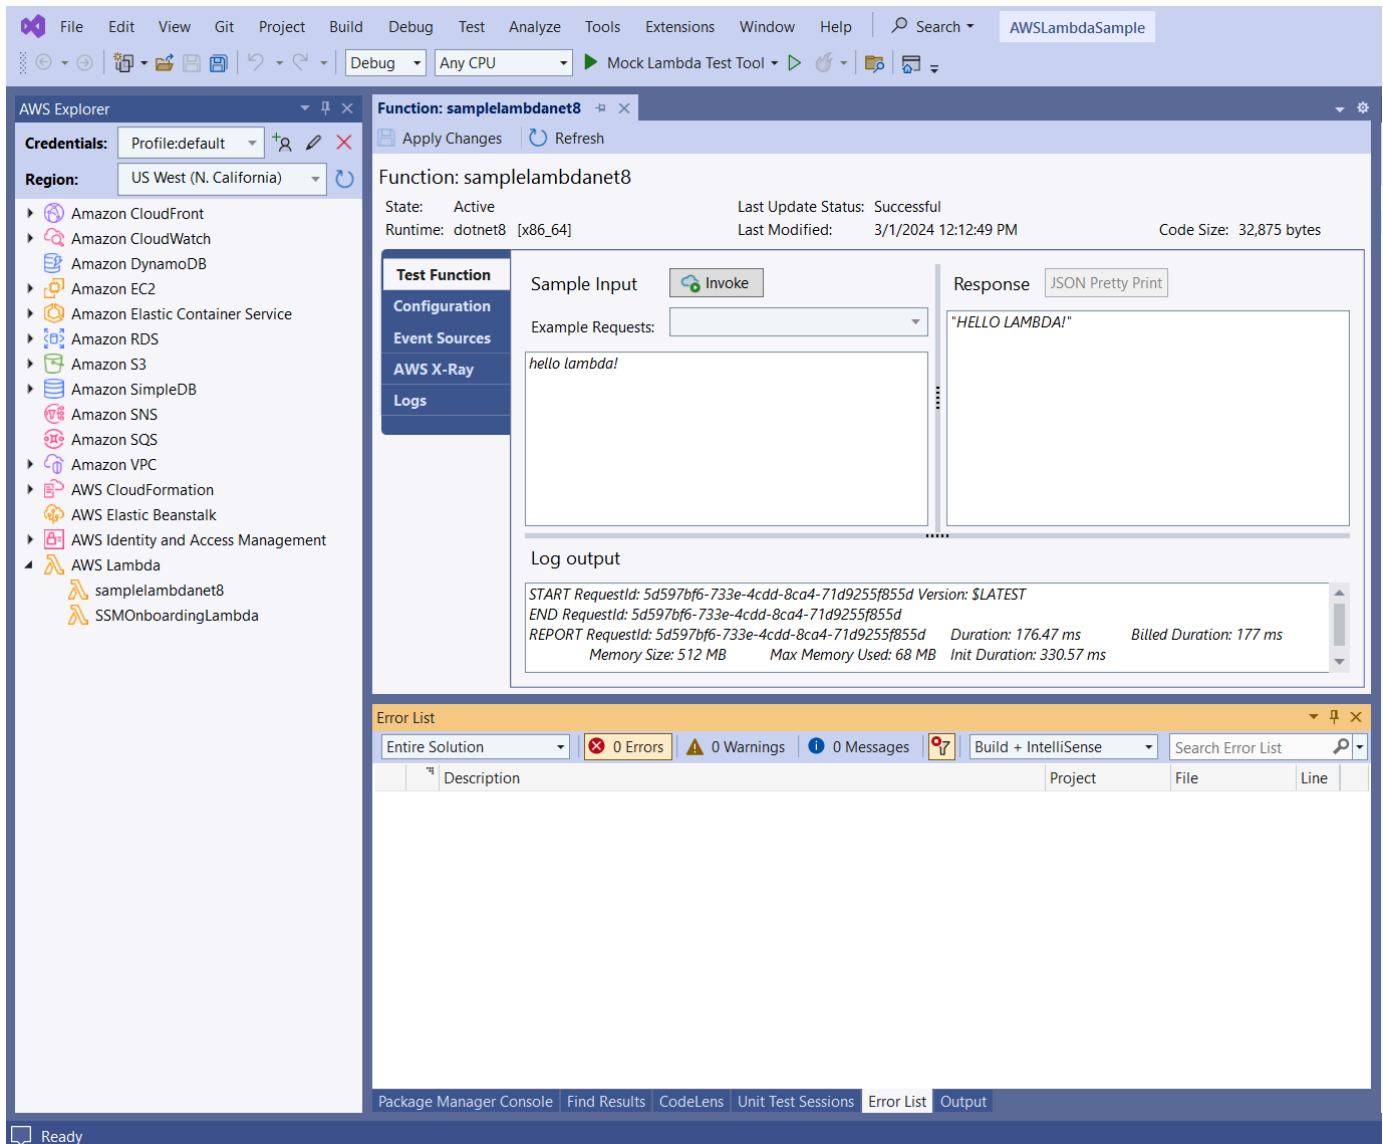 File Edit View Git Project Build Debug Test Analyze Tools Extensions Window Help Search AWSLambdaSample
Debug Any CPU Mock Lambda Test Tool
AWS Explorer
Credentials: Profile:default
Region: US West (N. California)
Amazon CloudFront
Amazon CloudWatch
Amazon DynamoDB
Amazon EC2
Amazon Elastic Container Service
Amazon RDS
Amazon S3
Amazon SimpleDB
Amazon SNS
Amazon SQS
Amazon VPC
AWS CloudFormation
AWS Elastic Beanstalk
AWS Identity and Access Management
AWS Lambda
samplelambdanet8
SSMOnboardingLambda
Function: samplelambdanet8
Apply Changes Refresh
Function: samplelambdanet8
State: Active Last Update Status: Successful
Runtime: dotnet8 [x86_64] Last Modified: 3/1/2024 12:12:49 PM Code Size: 32,875 bytes
Test Function
Configuration
Event Sources
AWS X-Ray
Logs
Sample Input Invoke
Example Requests:
hello lambda!
Response JSON Pretty Print
"HELLO LAMBDA!"
Log output
START RequestId: 5d597bf6-733e-4cdd-8ca4-71d9255f855d Version: $LATEST
END RequestId: 5d597bf6-733e-4cdd-8ca4-71d9255f855d
REPORT RequestId: 5d597bf6-733e-4cdd-8ca4-71d9255f855d Duration: 176.47 ms Billed Duration: 177 ms
Memory Size: 512 MB Max Memory Used: 68 MB Init Duration: 330.57 ms
Error List
Entire Solution 0 Errors 0 Warnings 0 Messages Build + IntelliSense Search Error List
Description Project File Line
Package Manager Console Find Results CodeLens Unit Test Sessions Error List Output
Ready